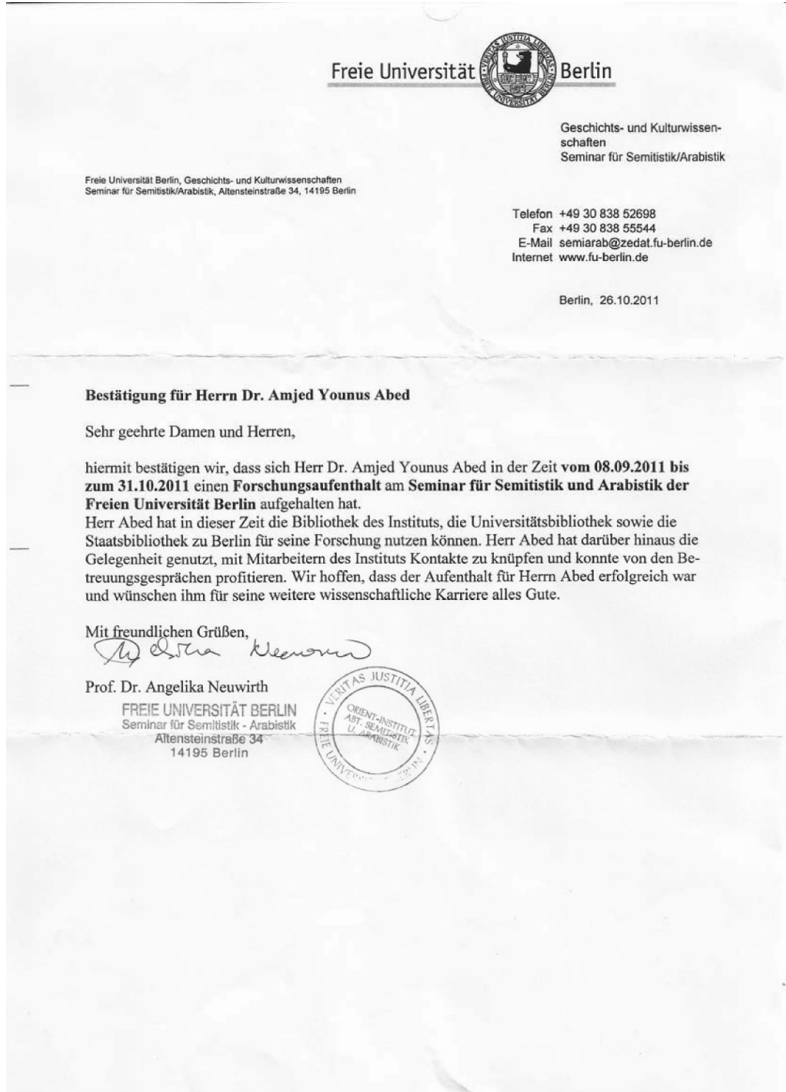 Freie Universität Berlin
Geschichts- und Kulturwissen-
schaften
Seminar für Semitistik/Arabistik
Freie Universität Berlin, Geschichts- und Kulturwissenschaften
Seminar für Semitistik/Arabistik, Altensteinstraße 34, 14195 Berlin
Telefon +49 30 838 52698
Fax +49 30 838 55544
E-Mail semiarab@zedat.fu-berlin.de
Internet www.fu-berlin.de
Berlin, 26.10.2011
Bestätigung für Herrn Dr. Amjed Younus Abed
Sehr geehrte Damen und Herren,
hiermit bestätigen wir, dass sich Herr Dr. Amjed Younus Abed in der Zeit vom 08.09.2011 bis
zum 31.10.2011 einen Forschungsaufenthalt am Seminar für Semitistik und Arabistik der
Freien Universität Berlin aufgehalten hat.
Herr Abed hat in dieser Zeit die Bibliothek des Instituts, die Universitätsbibliothek sowie die
Staatsbibliothek zu Berlin für seine Forschung nutzen können. Herr Abed hat darüber hinaus die
Gelegenheit genutzt, mit Mitarbeitern des Instituts Kontakte zu knüpfen und konnte von den Be-
treuungsgesprächen profitieren. Wir hoffen, dass der Aufenthalt für Herrn Abed erfolgreich war
und wünschen ihm für seine weitere wissenschaftliche Karriere alles Gute.
Mit freundlichen Grüßen,
Prof. Dr. Angelika Neuwirth
FREIE UNIVERSITÄT BERLIN
Seminar für Semitistik - Arabistik
Altensteinstraße 34
14195 Berlin
VERITAS JUSTITIA LIBERTAS
FREIE UNIVERSITÄT BERLIN
ORIENT-INSTITUT
ABT. SEMITISTIK
U. ARABISTIK